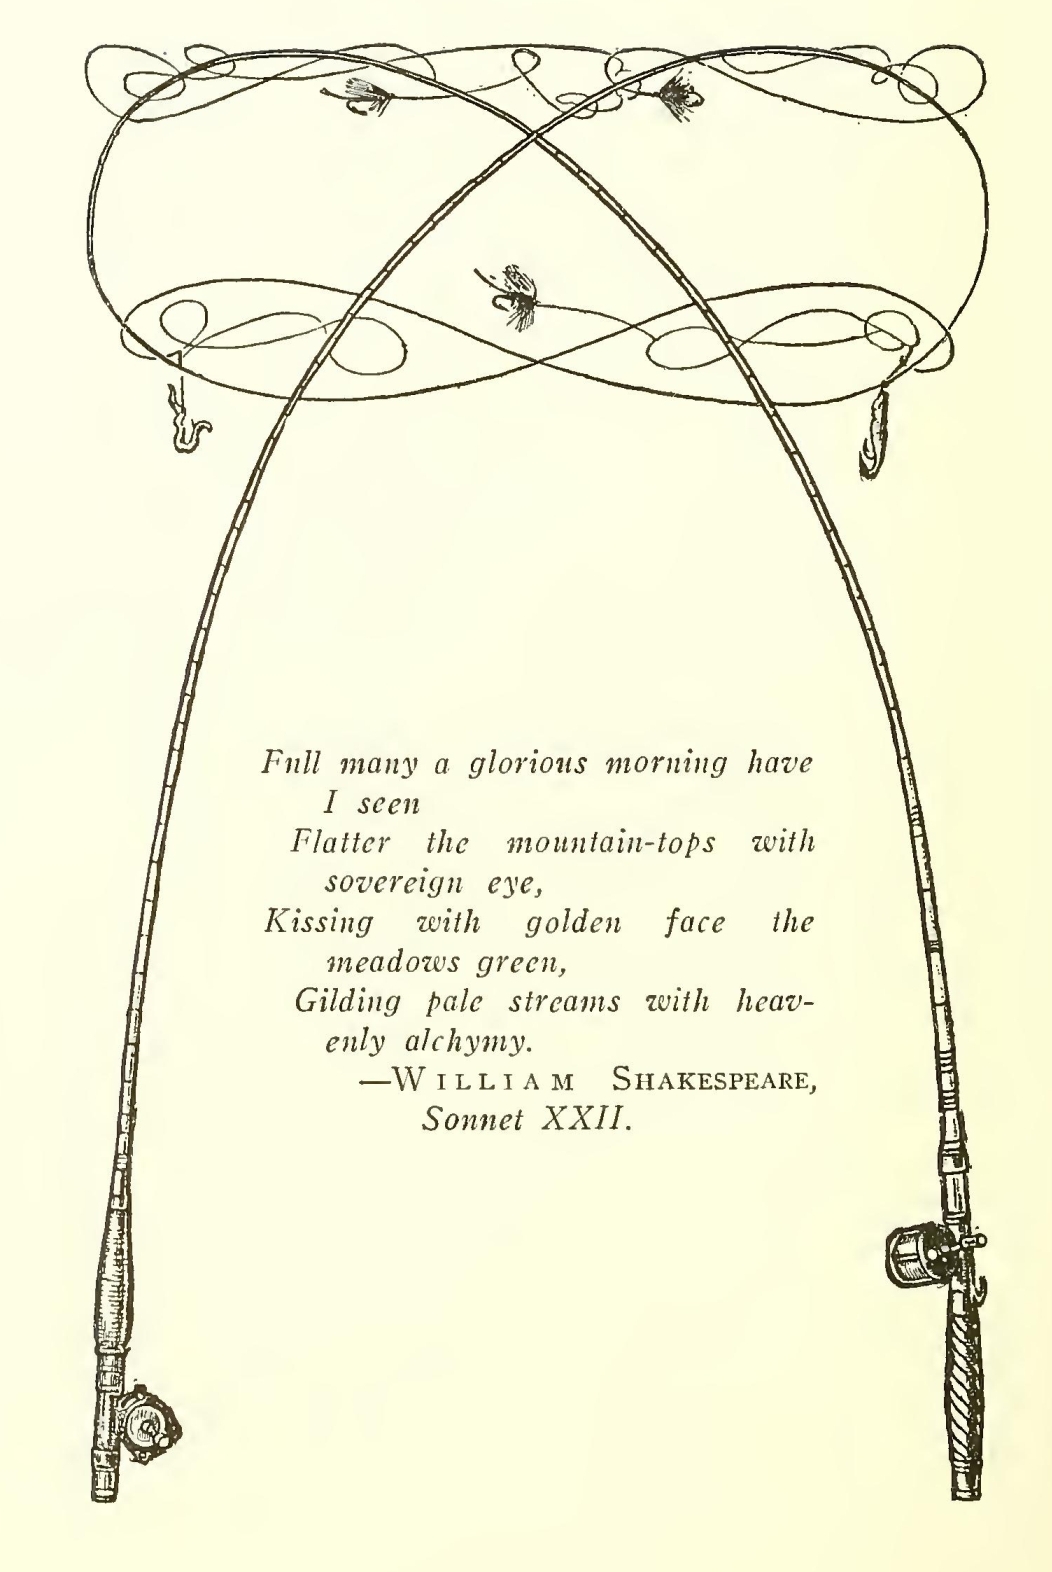 Full many a glorious morning have
I seen
Flatter the mountain-tops with
sovereign eye,
Kissing with golden face the
meadows green,
Gilding pale streams with heav-
enly alchymy.
—WILLIAM SHAKESPEARE,
Sonnet XXII.